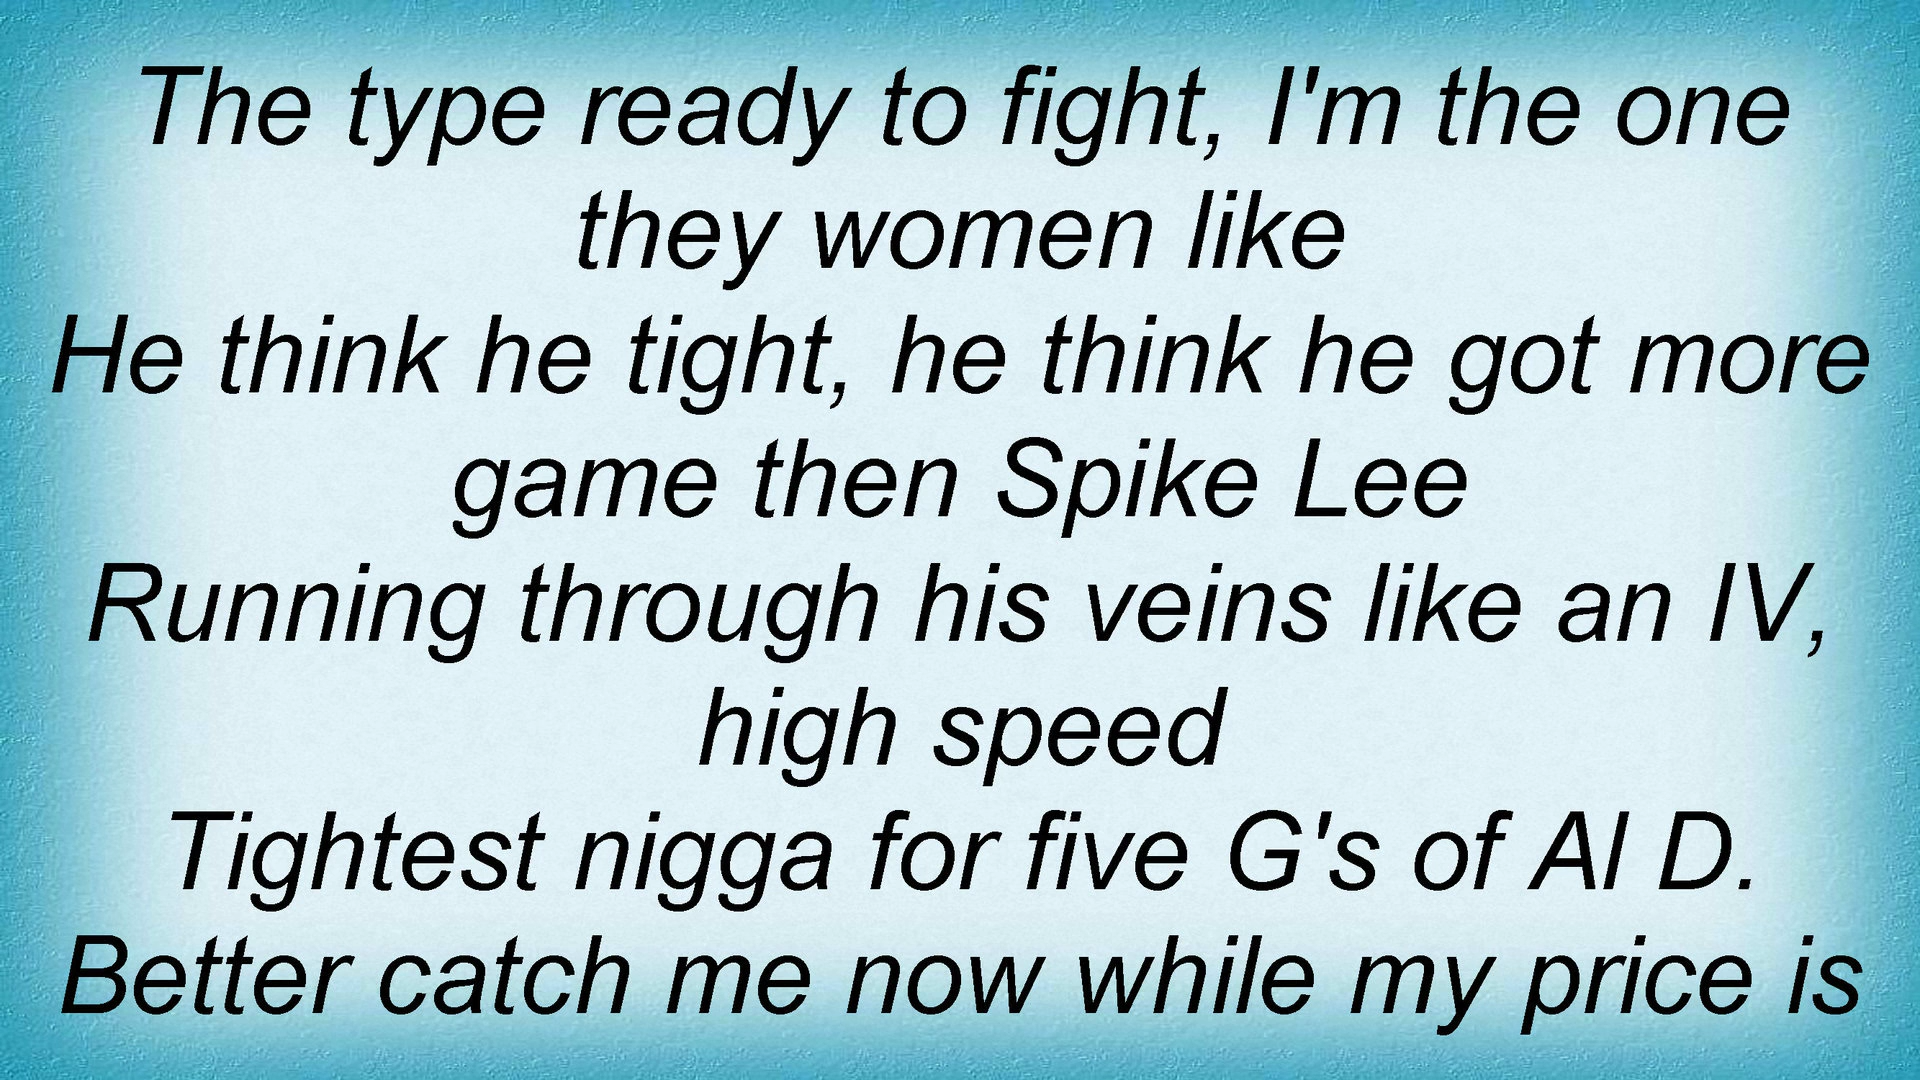 The type ready to fight, I'm the one
they women like
He think he tight, he think he got more
game then Spike Lee
Running through his veins like an IV,
high speed
Tightest nigga for five G's of Al D.
Better catch me now while my price is